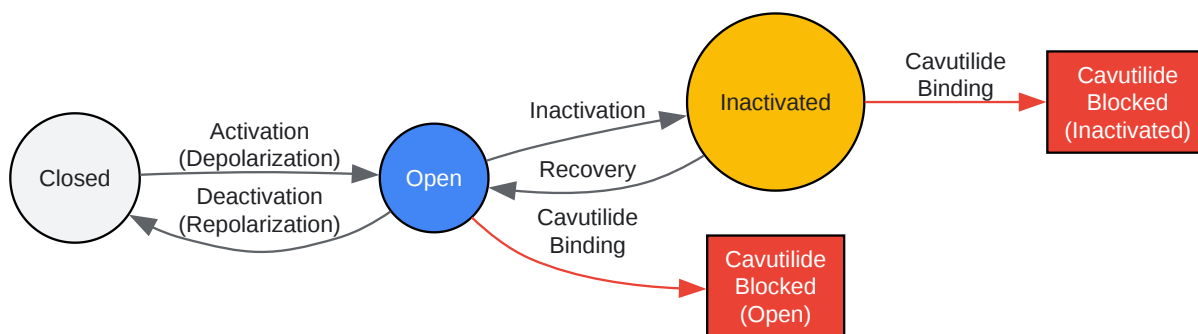 Closed
Activation
(Depolarization)
Deactivation
(Repolarization)
Open
Inactivation
Recovery
Cavutilide
Binding
Inactivated
Cavutilide
Binding
Cavutilide
Blocked
(Inactivated)
Cavutilide
Blocked
(Open)